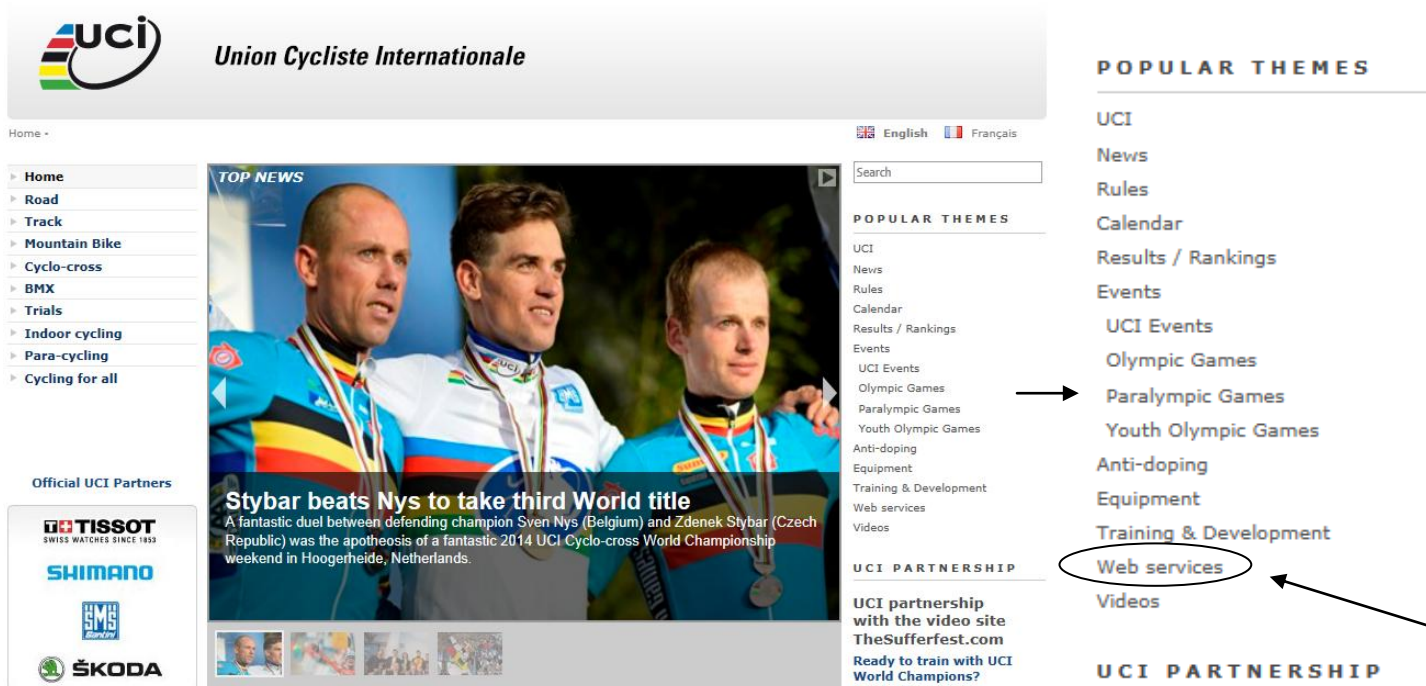 uci
Union Cycliste Internationale
Home -
English Français
Home
Road
Track
Mountain Bike
Cyclo-cross
BMX
Trials
Indoor cycling
Para-cycling
Cycling for all
Official UCI Partners
TISSOT
SWISS WATCHES SINCE 1853
SHIMANO
SMS
Santini
ŠKODA
TOP NEWS
Stybar beats Nys to take third World title
A fantastic duel between defending champion Sven Nys (Belgium) and Zdenek Stybar (Czech
Republic) was the apotheosis of a fantastic 2014 UCI Cyclo-cross World Championship
weekend in Hoogerheide, Netherlands.
Search
POPULAR THEMES
UCI
News
Rules
Calendar
Results / Rankings
Events
UCI Events
Olympic Games
Paralympic Games
Youth Olympic Games
Anti-doping
Equipment
Training & Development
Web services
Videos
UCI PARTNERSHIP
UCI partnership
with the video site
TheSufferfest.com
Ready to train with UCI
World Champions?
POPULAR THEMES
UCI
News
Rules
Calendar
Results / Rankings
Events
UCI Events
Olympic Games
Paralympic Games
Youth Olympic Games
Anti-doping
Equipment
Training & Development
Web services
Videos
UCI PARTNERSHIP